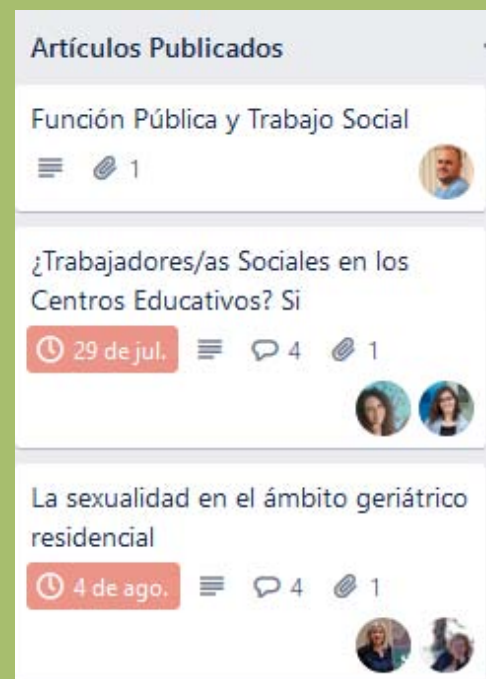 Artículos Publicados
Función Pública y Trabajo Social
1
¿Trabajadores/as Sociales en los
Centros Educativos? Si
29 de jul. 4 1
La sexualidad en el ámbito geriátrico
residencial
4 de ago. 4 1